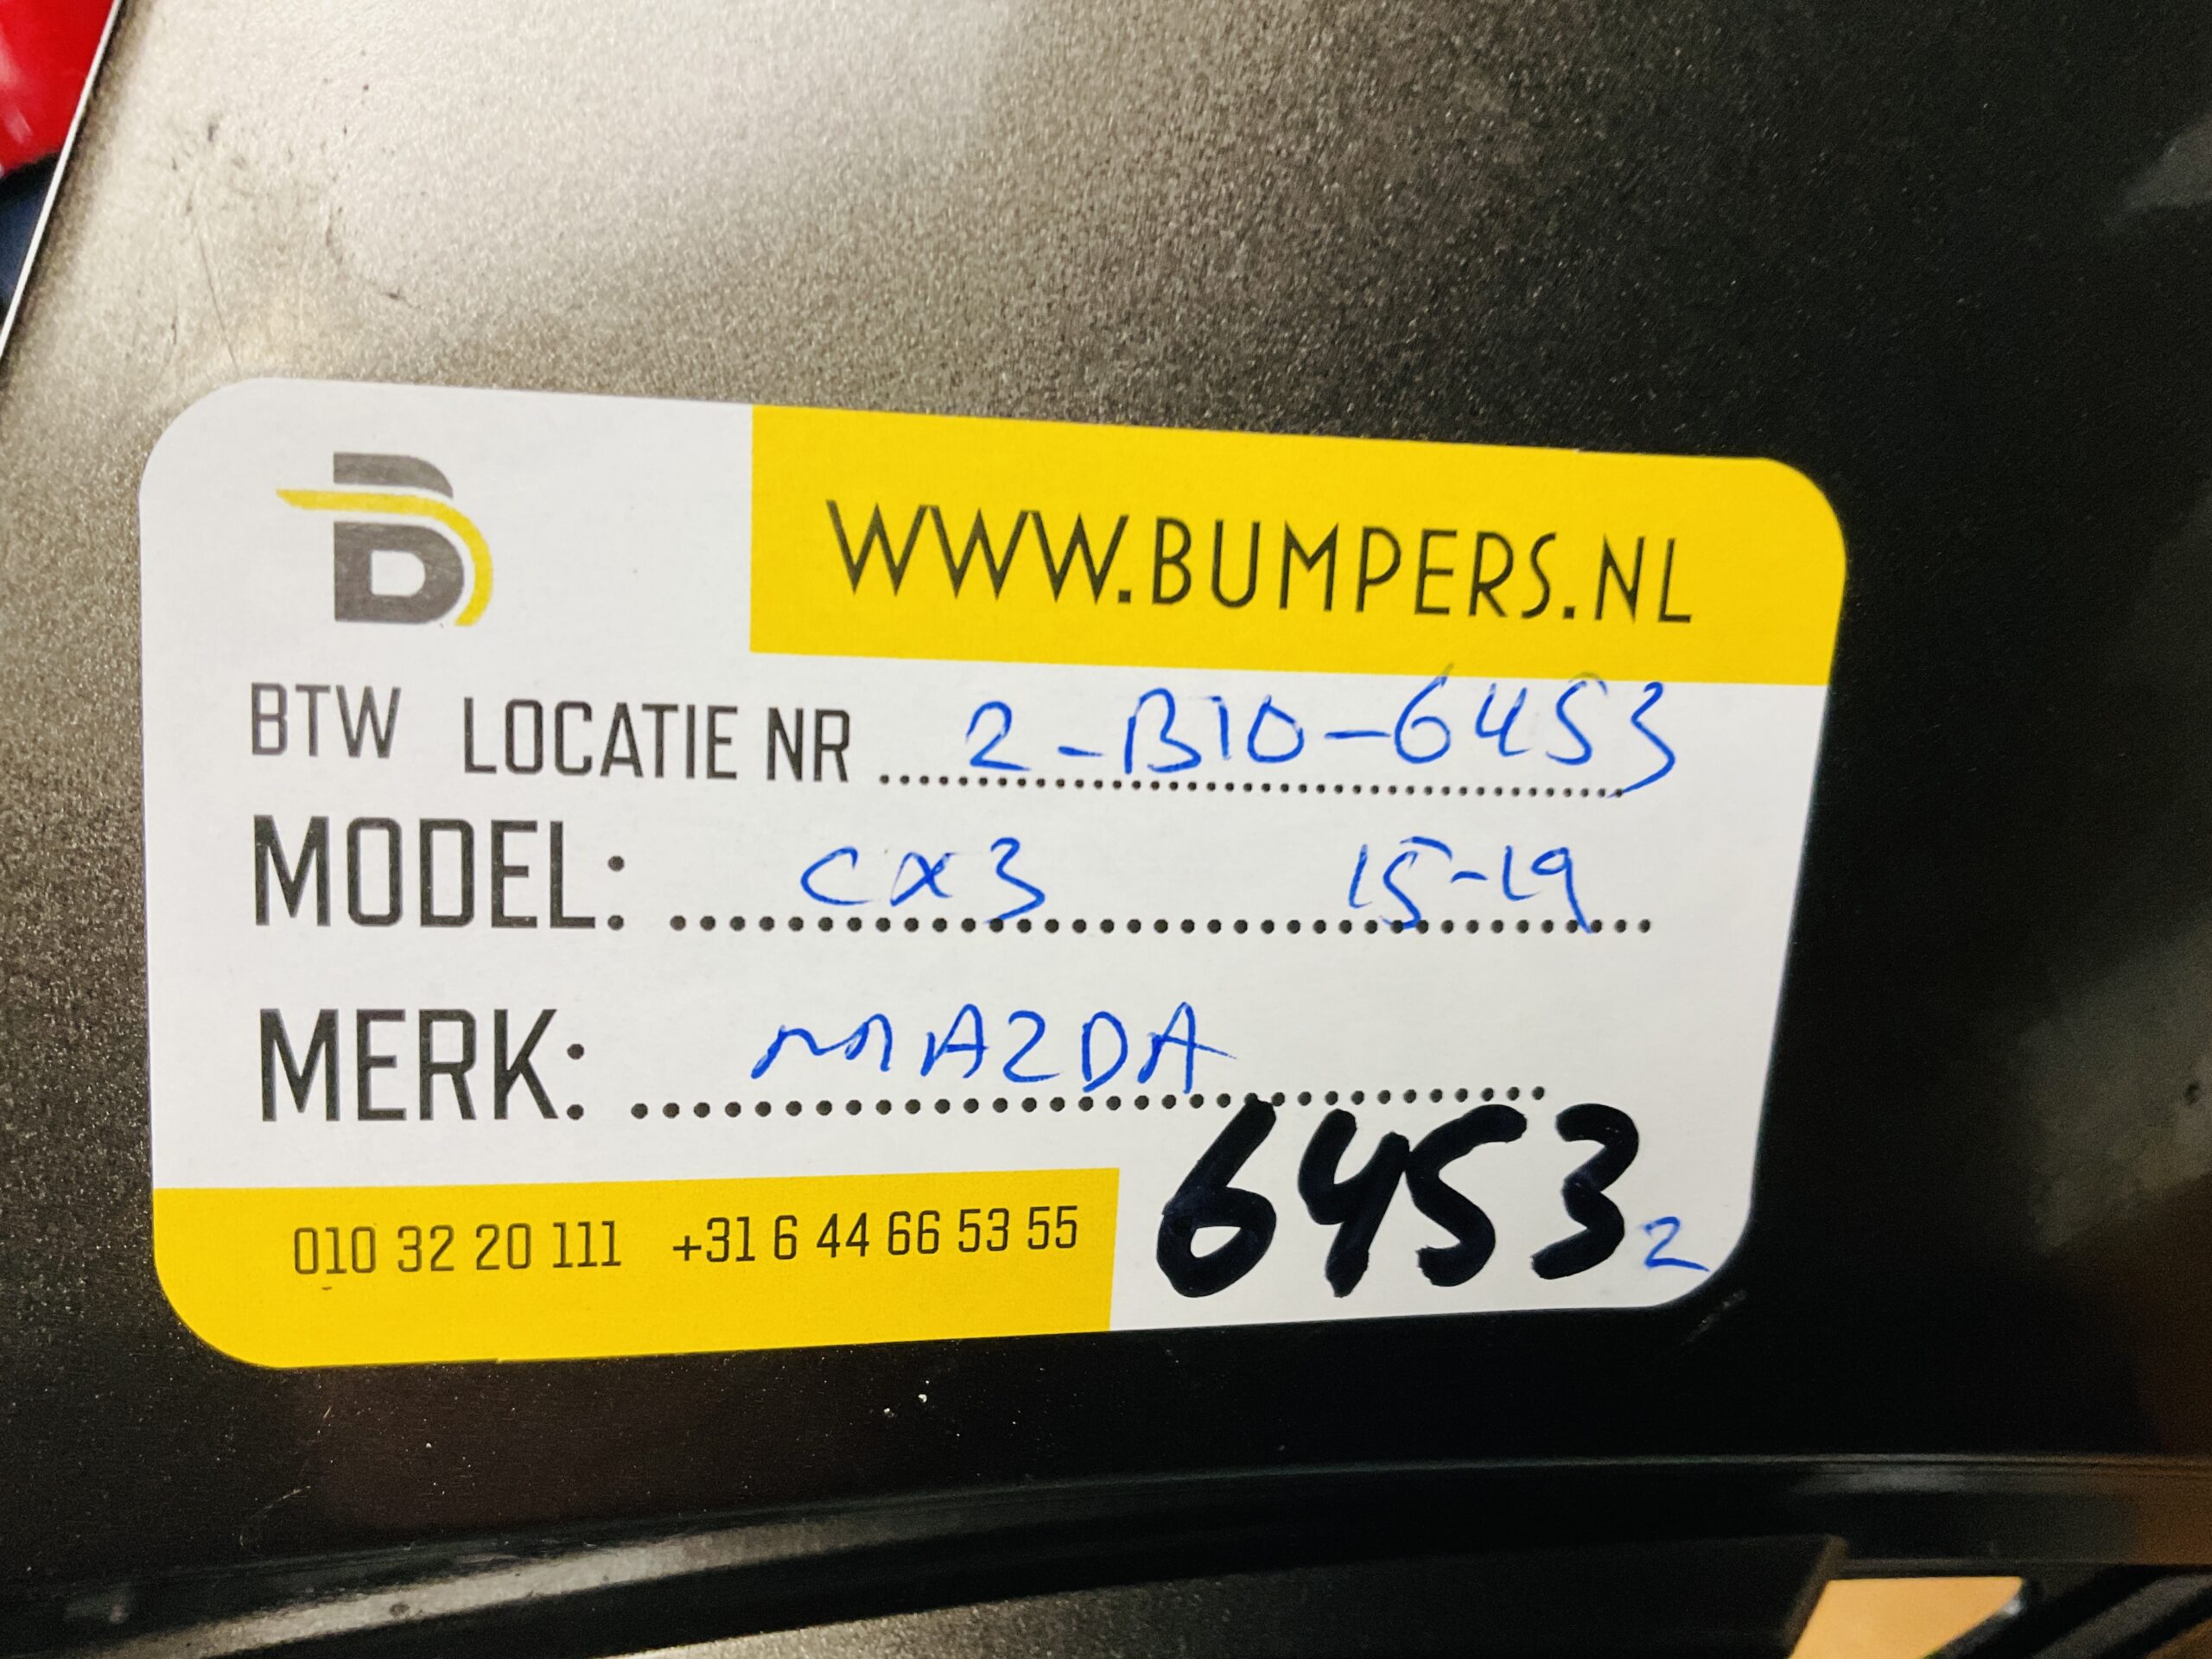 B
WWW.BUMPERS.NL
BTW LOCATIE NR 2-B10-6453
MODEL: CX3 15-19
MERK: MAZDA
010 32 20 111 +31 6 44 66 53 55 6453 2